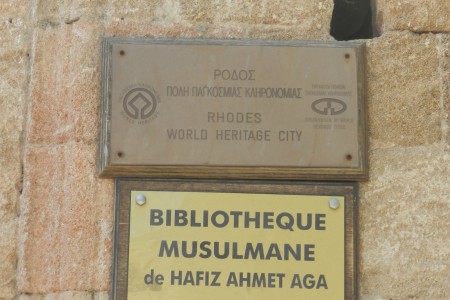 ΡΟΔΟΣ
ΠΟΛΗ ΠΑΓΚΟΣΜΙΑΣ ΚΛΗΡΟΝΟΜΙΑΣ
RHODES
WORLD HERITAGE CITY
BIBLIOTHEQUE
MUSULMANE
de HAFIZ AHMET AGA